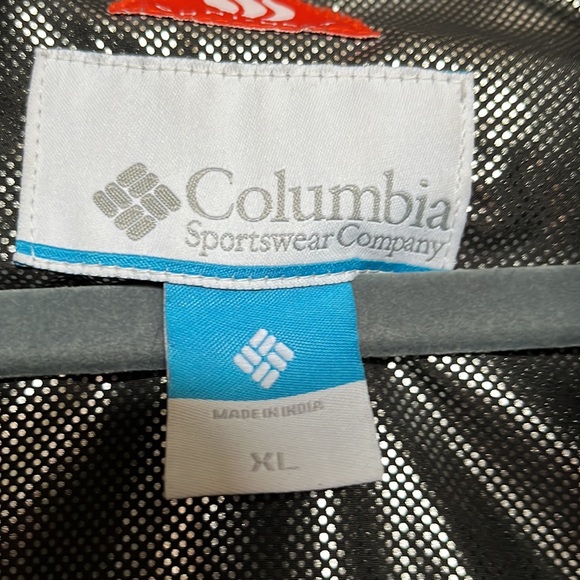 Columbia
Sportswear Company
MADE IN INDIA
XL